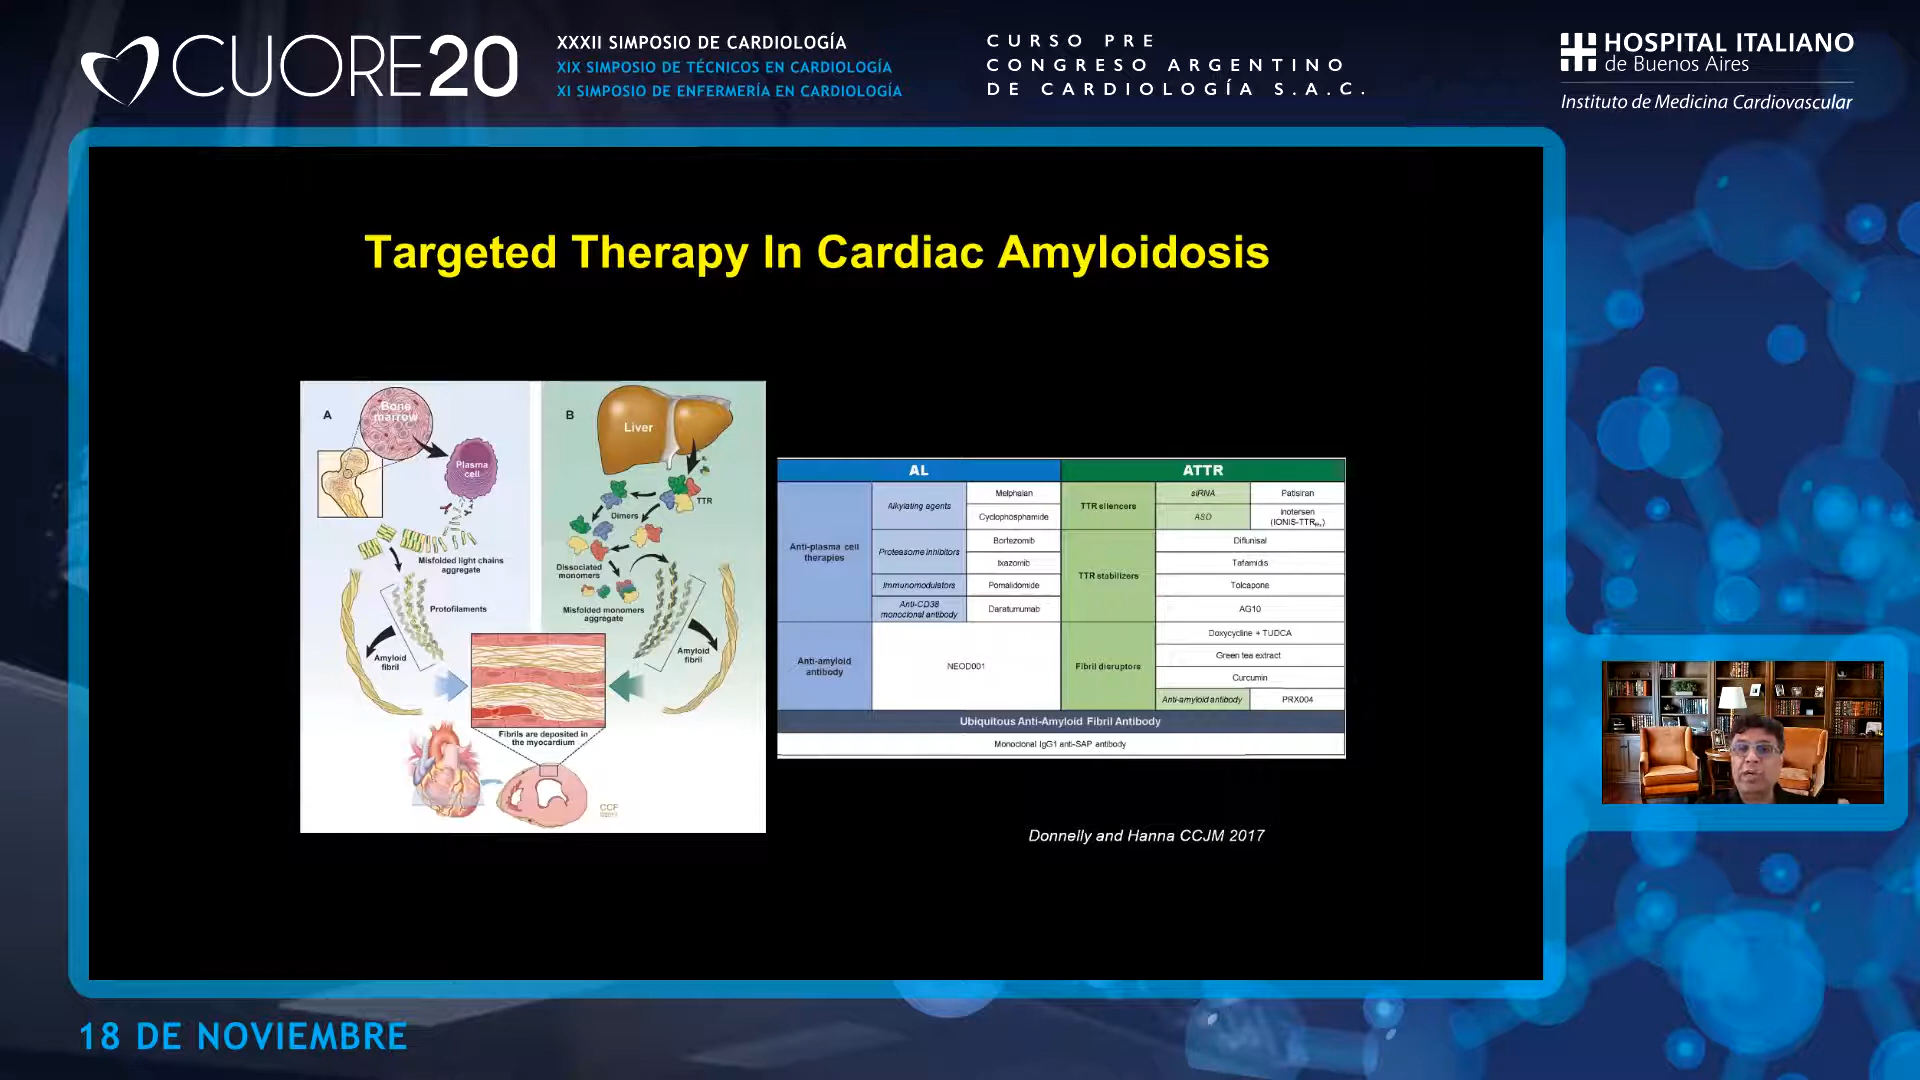 CUORE20
XXXII SIMPOSIO DE CARDIOLOGÍA
XIX SIMPOSIO DE TÉCNICOS EN CARDIOLOGÍA
XI SIMPOSIO DE ENFERMERÍA EN CARDIOLOGÍA
CURSO PRE
CONGRESO ARGENTINO
DE CARDIOLOGÍA S.A.C.
HOSPITAL ITALIANO
de Buenos Aires
Instituto de Medicina Cardiovascular
Targeted Therapy In Cardiac Amyloidosis
A
Bone
marrow
Plasma
cell
Misfolded light chains
aggregate
Protofilaments
Amyloid
fibril
B
Liver
TTR
Dimers
Dissociated
monomers
Misfolded monomers
aggregate
Amyloid
fibril
Fibrils are deposited in
the myocardium
CCF
AL
ATTR
Anti-plasma cell
therapies
Alkylating agents
Melphalan
Cyclophosphamide
Proteasome inhibitors
Bortezomib
Ixazomib
Immunomodulators
Pomalidomide
Anti-CD38
monoclonal antibody
Daratumumab
Anti-amyloid
antibody
NEOD001
TTR silencers
siRNA
Patisiran
ASO
Inotersen
(IONIS-TTR
TTR stabilizers
Diflunisal
Tafamidis
Tolcapone
AG10
Fibril disruptors
Doxycycline + TUDCA
Green tea extract
Curcumin
Anti-amyloid antibody
PRX004
Ubiquitous Anti-Amyloid Fibril Antibody
Monoclonal IgG1 anti-SAP antibody
Donnelly and Hanna CCJM 2017
18 DE NOVIEMBRE